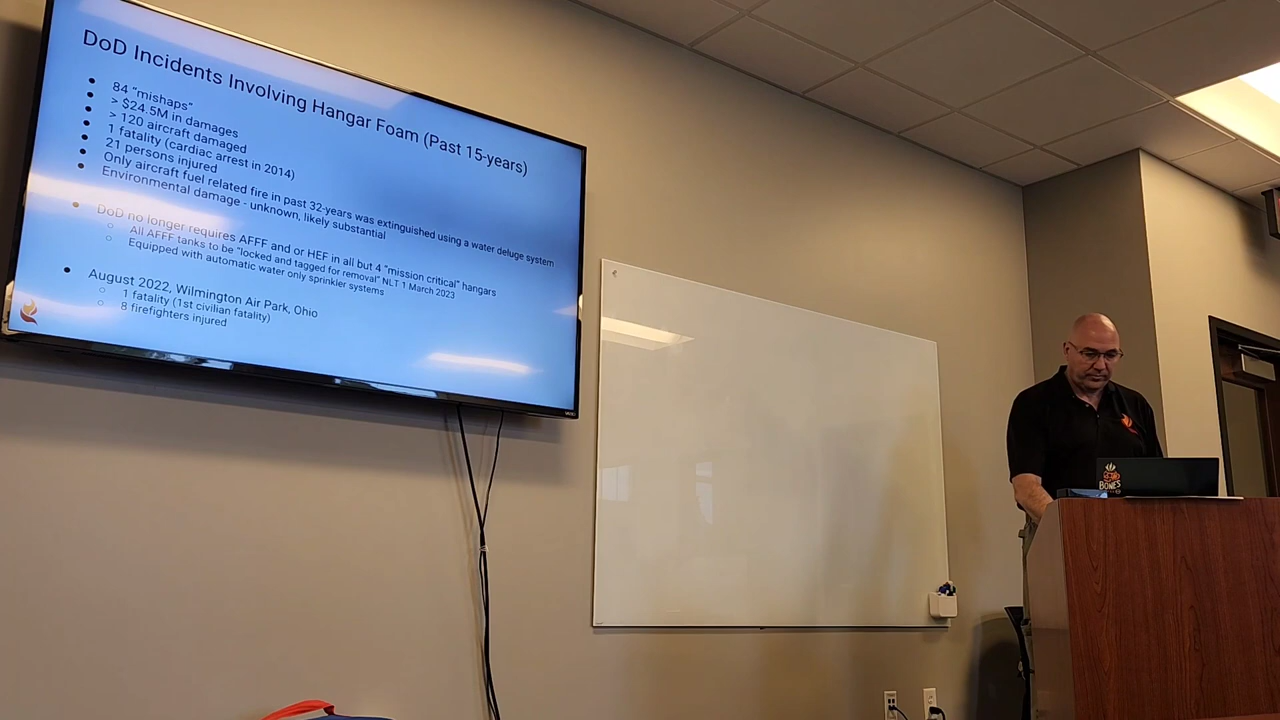 DoD Incidents Involving Hangar Foam (Past 15-years)
84 "mishaps"
> $24.5M in damages
> 120 aircraft damaged
1 fatality (cardiac arrest in 2014)
21 persons injured
Only aircraft fuel related fire in past 32-years was extinguished using a water deluge system
Environmental damage - unknown, likely substantial
DoD no longer requires AFFF and or HEF in all but 4 "mission critical" hangars
All AFFF tanks to be "locked and tagged for removal" NLT 1 March 2023
Equipped with automatic water only sprinkler systems
August 2022, Wilmington Air Park, Ohio
1 fatality (1st civilian fatality)
8 firefighters injured
BONES